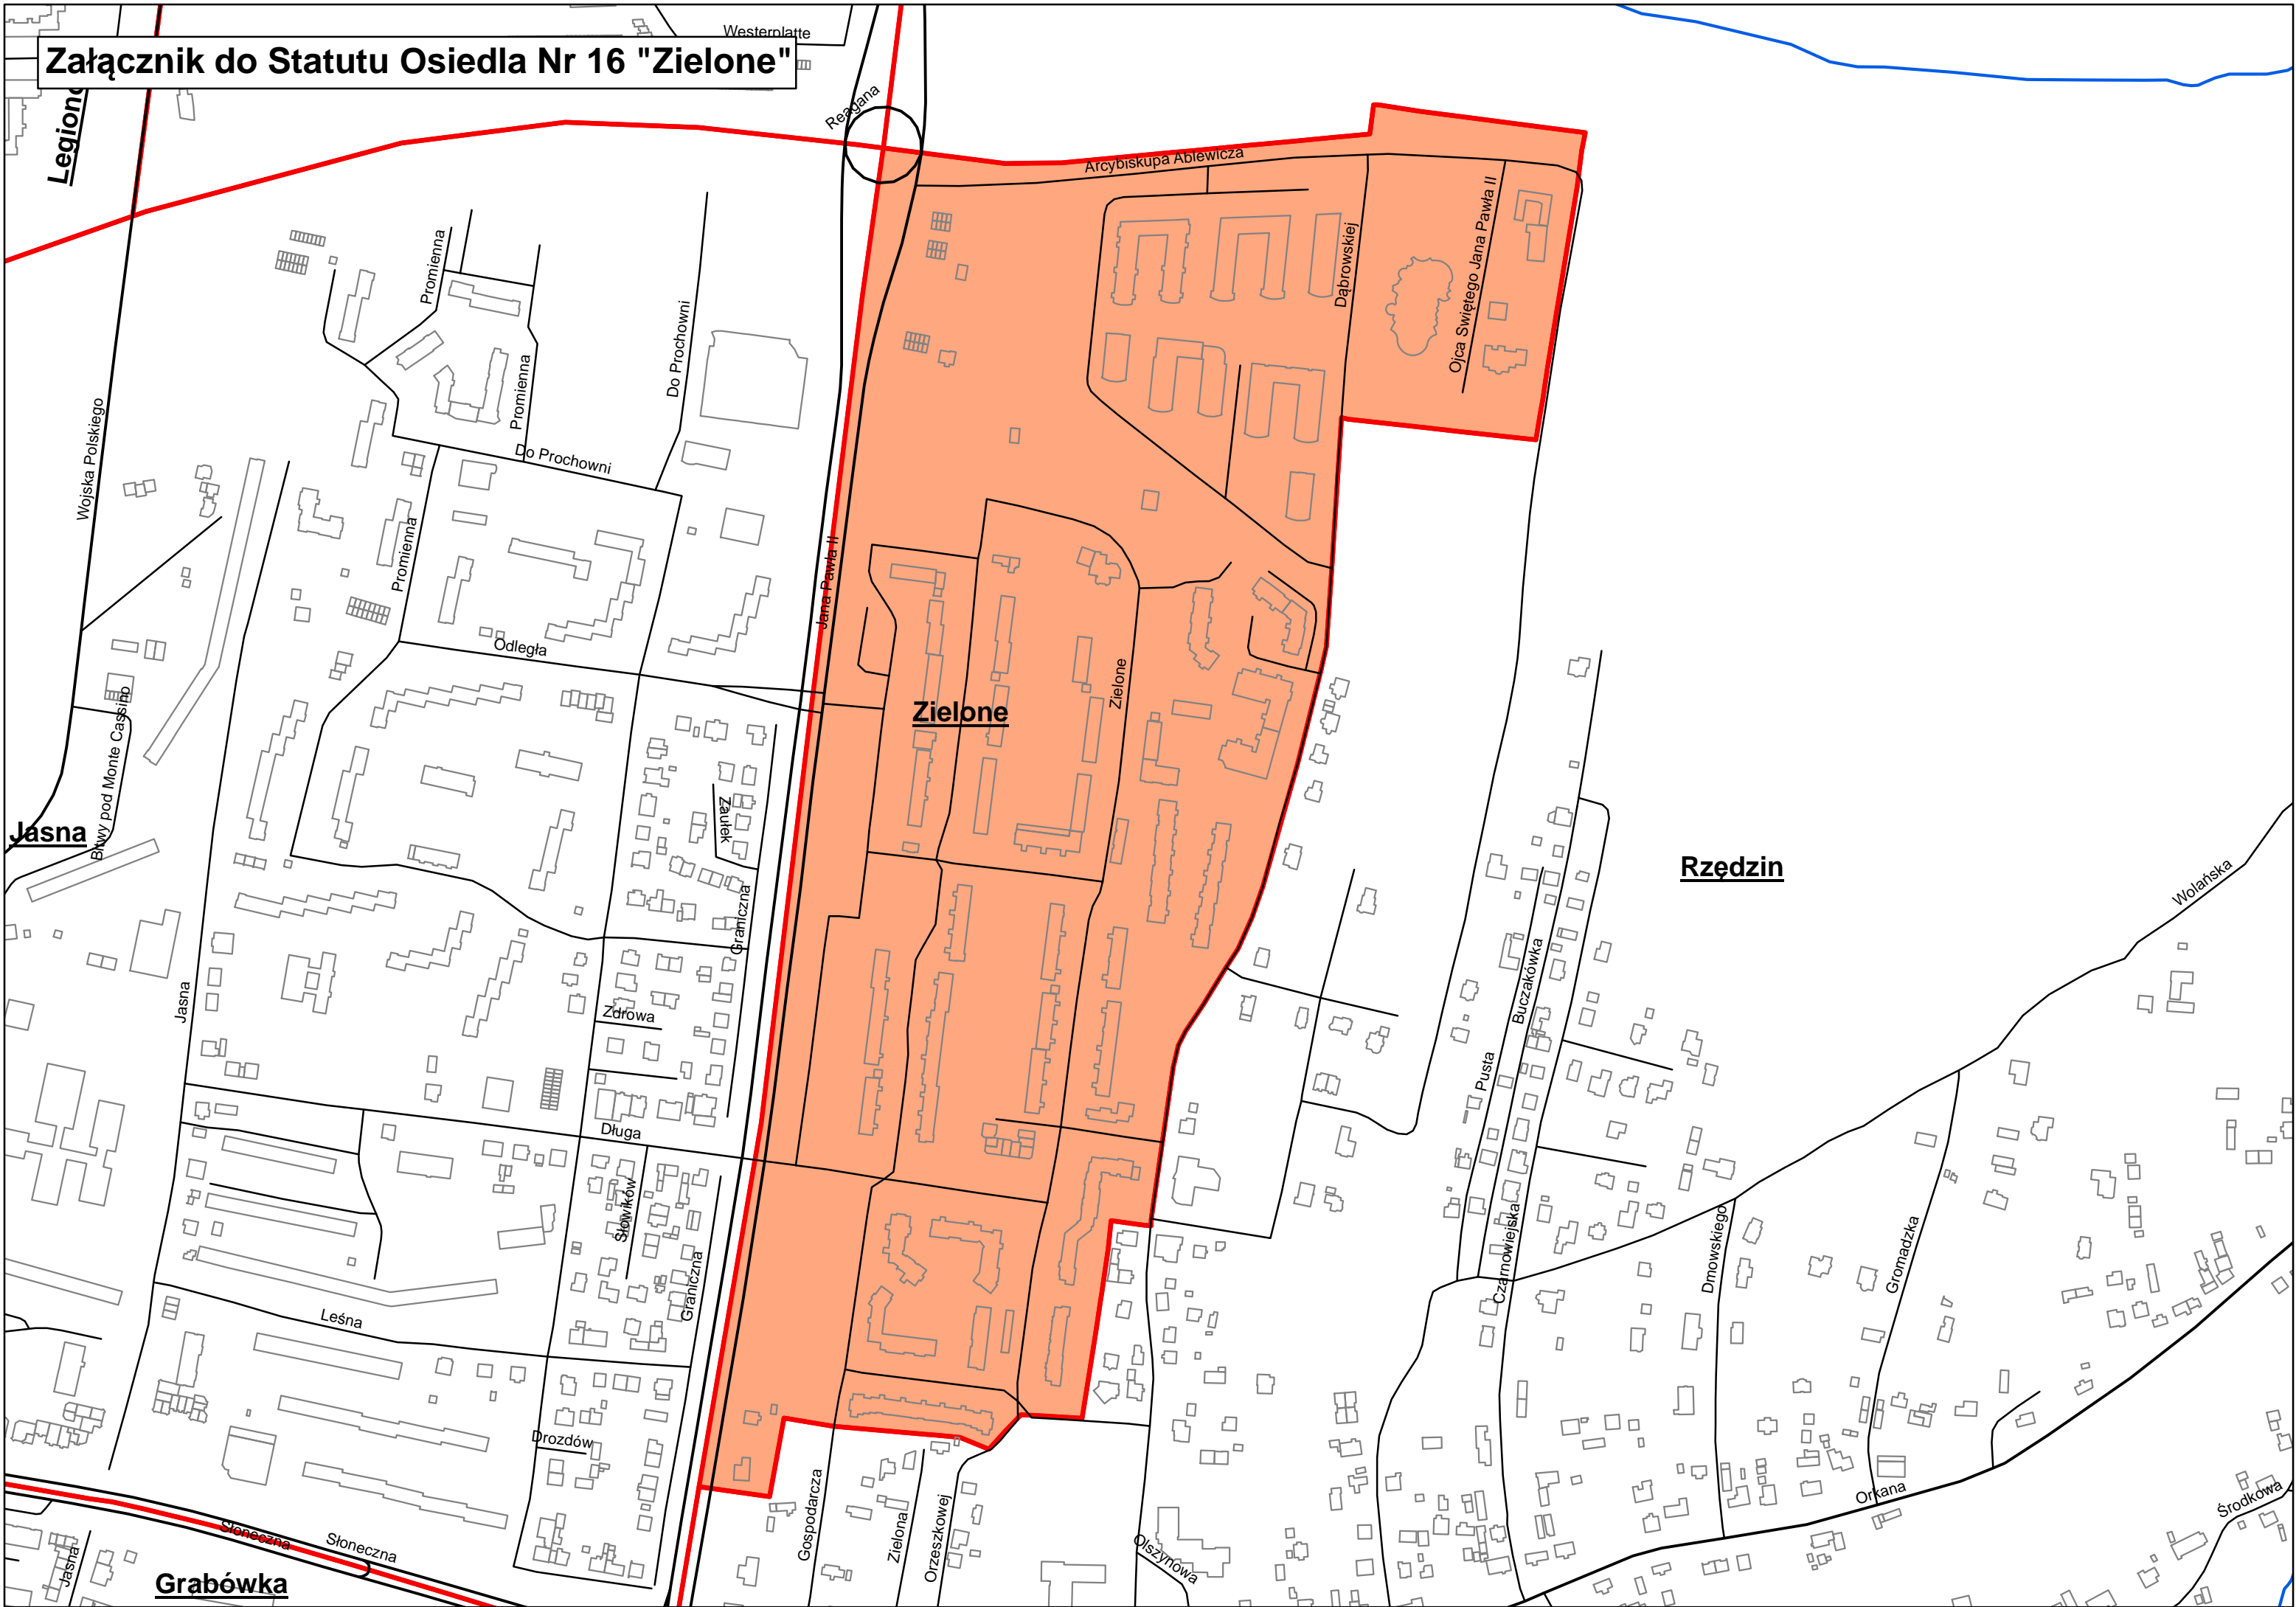 Westerplatte
Załącznik do Statutu Osiedla Nr 16 "Zielone"
Reagana
Arcybiskupa Ablewicza
Ojca Świętego Jana Pawła II
Dąbrowskiej
Promienna
Do Prochowni
Promienna
Wojska Polskiego
Do Prochowni
Promienna
Jana Pawła II
Odległa
Zielone
Zielone
Bitwy pod Monte Cassino
Zaułek
Jasna
Rzędzin
Wolańska
Graniczna
Buczakówka
Jasna
Zdrowa
Pusta
Długa
Słowików
Czarnowiejska
Dmowskiego
Gromadzka
Graniczna
Leśna
Drozdów
Gospodarcza
Zielona
Orzeszkowej
Orkana
Środkowa
Słoneczna
Słoneczna
Olszynowa
Jasna
Grabówka